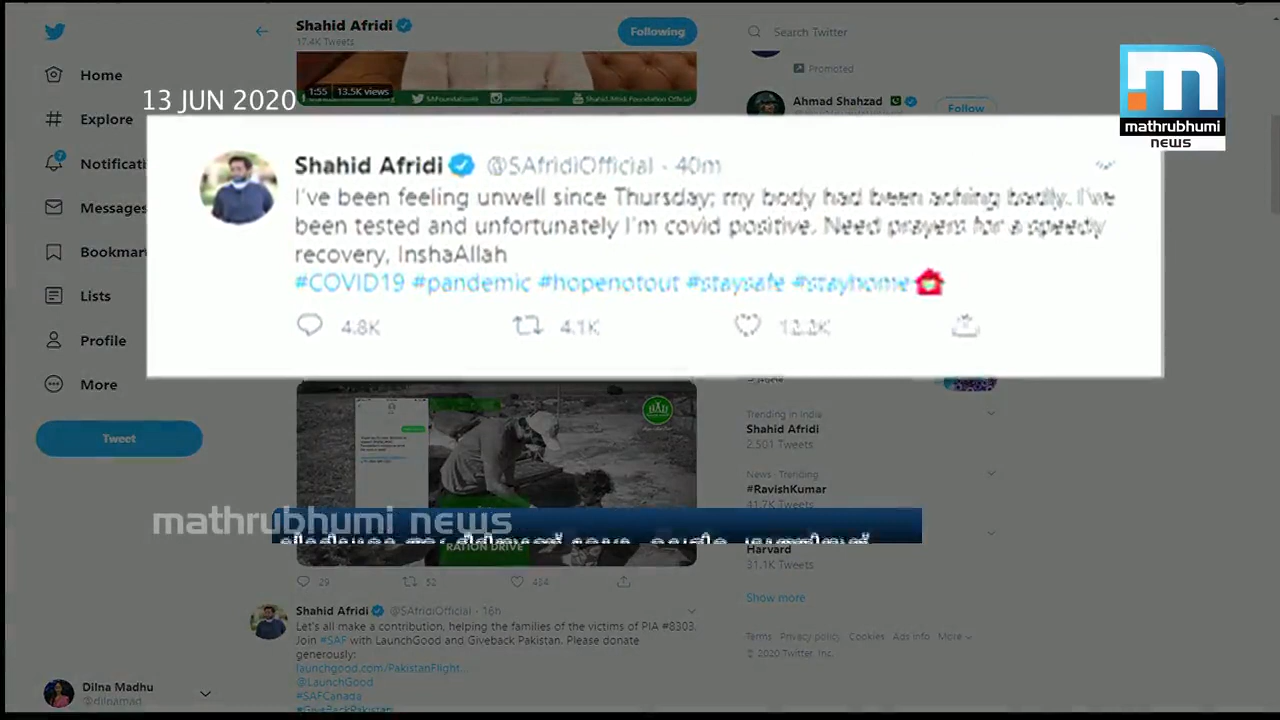 Shahid Afridi
17.4K Tweets
Following
Search Twitter
1:55 13.5K views
Promoted
Ahmad Shahzad
Follow
mathrubhumi
NEWS
13 JUN 2020
Home
Explore
Notificati
Messages
Bookmar
Lists
Profile
More
Tweet
Shahid Afridi @SAfridiOfficial · 40m
I've been feeling unwell since Thursday; my body had been aching badly. I've
been tested and unfortunately I'm covid positive. Need prayers for a speedy
recovery, InshaAllah
#COVID19 #pandemic #hopenotout #staysafe #stayhome
4.8K 4.1K 12.2K
RATION DRIVE
mathrubhumi news
29 52 484
Trending in India
Shahid Afridi
2,501 Tweets
News · Trending
#RavishKumar
41.7K Tweets
Harvard
31.1K Tweets
Show more
Terms Privacy policy Cookies Ads info More
© 2020 Twitter, Inc.
Shahid Afridi @SAfridiOfficial · 16h
Let's all make a contribution, helping the families of the victims of PIA #8303.
Join #SAF with LaunchGood and Giveback Pakistan. Please donate
generously:
launchgood.com/PakistanFlight...
@LaunchGood
#SAFCanada
#GiveBackPakistan
Dilna Madhu
@dilnamad